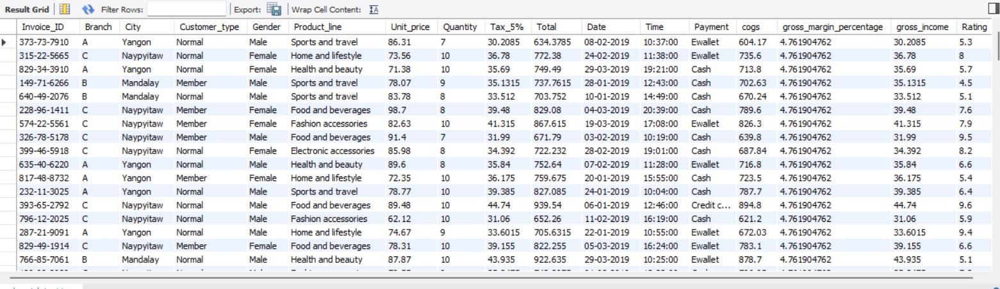 Result Grid Filter Rows: Export: Wrap Cell Content:
Invoice_ID Branch City Customer_type Gender Product_line Unit_price Quantity Tax_5% Total Date Time Payment cogs gross_margin_percentage gross_income Rating
373-73-7910 A Yangon Normal Male Sports and travel 86.31 7 30.2085 634.3785 08-02-2019 10:37:00 Ewallet 604.17 4.761904762 30.2085 5.3
315-22-5665 C Naypyitaw Normal Female Home and lifestyle 73.56 10 36.78 772.38 24-02-2019 11:38:00 Ewallet 735.6 4.761904762 36.78 8
829-34-3910 A Yangon Normal Female Health and beauty 71.38 10 35.69 749.49 29-03-2019 19:21:00 Cash 713.8 4.761904762 35.69 5.7
149-71-6266 B Mandalay Member Male Sports and travel 78.07 9 35.1315 737.7615 28-01-2019 12:43:00 Cash 702.63 4.761904762 35.1315 4.5
640-49-2076 B Mandalay Normal Male Sports and travel 83.78 8 33.512 703.752 10-01-2019 14:49:00 Cash 670.24 4.761904762 33.512 5.1
228-96-1411 C Naypyitaw Member Female Food and beverages 98.7 8 39.48 829.08 04-03-2019 20:39:00 Cash 789.6 4.761904762 39.48 7.6
574-22-5561 C Naypyitaw Member Female Fashion accessories 82.63 10 41.315 867.615 19-03-2019 17:08:00 Ewallet 826.3 4.761904762 41.315 7.9
326-78-5178 C Naypyitaw Member Male Food and beverages 91.4 7 31.99 671.79 03-02-2019 10:19:00 Cash 639.8 4.761904762 31.99 9.5
399-46-5918 C Naypyitaw Normal Female Electronic accessories 85.98 8 34.392 722.232 28-02-2019 19:01:00 Cash 687.84 4.761904762 34.392 8.2
635-40-6220 A Yangon Normal Male Health and beauty 89.6 8 35.84 752.64 07-02-2019 11:28:00 Ewallet 716.8 4.761904762 35.84 6.6
817-48-8732 A Yangon Member Female Home and lifestyle 72.35 10 36.175 759.675 20-01-2019 15:55:00 Cash 723.5 4.761904762 36.175 5.4
232-11-3025 A Yangon Normal Male Sports and travel 78.77 10 39.385 827.085 24-01-2019 10:04:00 Cash 787.7 4.761904762 39.385 6.4
393-65-2792 C Naypyitaw Normal Male Food and beverages 89.48 10 44.74 939.54 06-01-2019 12:46:00 Credit c... 894.8 4.761904762 44.74 9.6
796-12-2025 C Naypyitaw Normal Male Fashion accessories 62.12 10 31.06 652.26 11-02-2019 16:19:00 Cash 621.2 4.761904762 31.06 5.9
287-21-9091 A Yangon Normal Male Home and lifestyle 74.67 9 33.6015 705.6315 22-01-2019 10:55:00 Ewallet 672.03 4.761904762 33.6015 9.4
829-49-1914 C Naypyitaw Member Female Food and beverages 78.31 10 39.155 822.255 05-03-2019 16:24:00 Ewallet 783.1 4.761904762 39.155 6.6
766-85-7061 B Mandalay Normal Male Health and beauty 87.87 10 43.935 922.635 29-03-2019 10:25:00 Ewallet 878.7 4.761904762 43.935 5.1